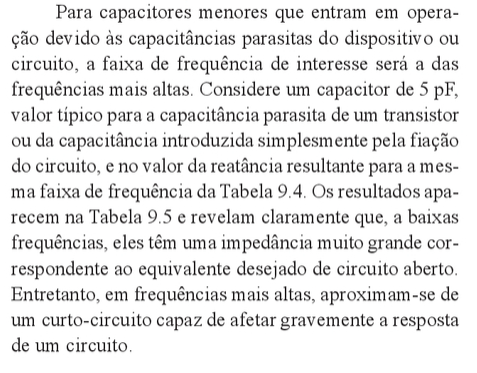 Para capacitores menores que entram em opera-
ção devido às capacitâncias parasitas do dispositivo ou
circuito, a faixa de frequência de interesse será a das
frequências mais altas. Considere um capacitor de 5 pF,
valor típico para a capacitância parasita de um transistor
ou da capacitância introduzida simplesmente pela fiação
do circuito, e no valor da reatância resultante para a mes-
ma faixa de frequência da Tabela 9.4. Os resultados apa-
recem na Tabela 9.5 e revelam claramente que, a baixas
frequências, eles têm uma impedância muito grande cor-
respondente ao equivalente desejado de circuito aberto.
Entretanto, em frequências mais altas, aproximam-se de
um curto-circuito capaz de afetar gravemente a resposta
de um circuito.